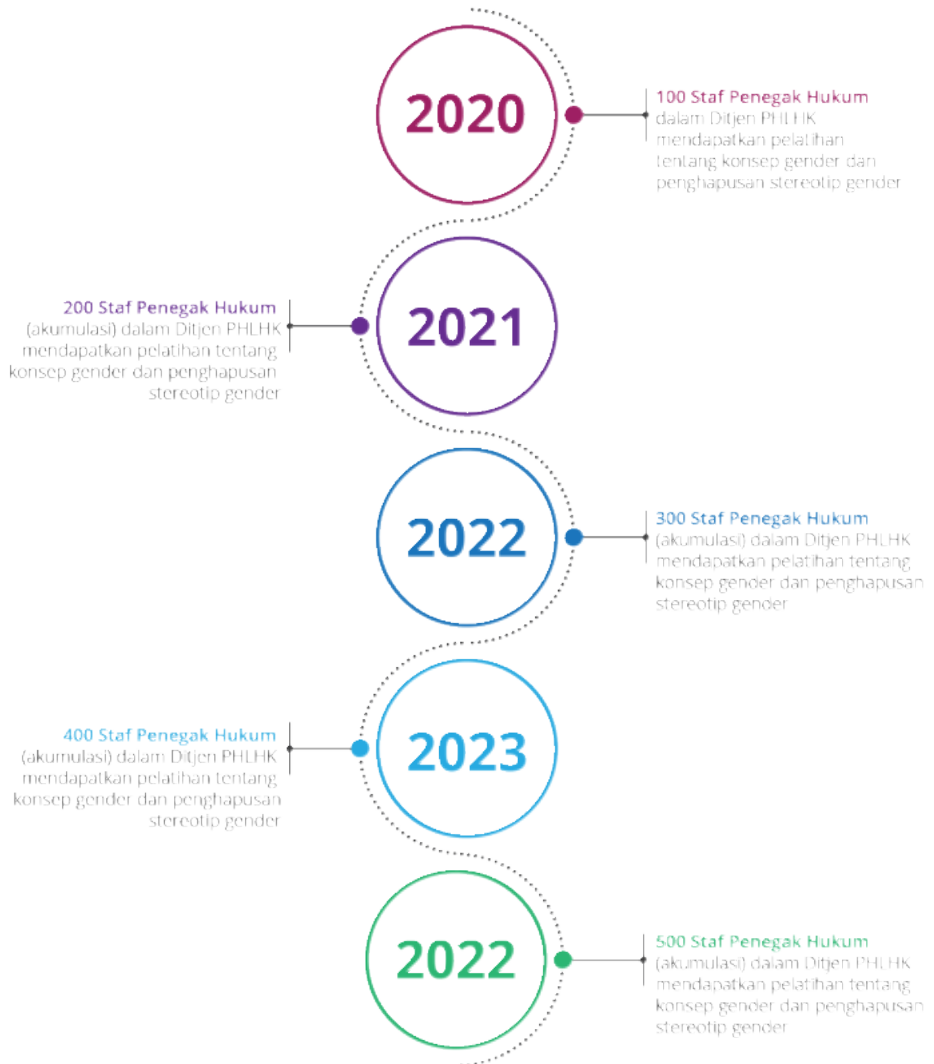 2020
100 Staf Penegak Hukum
dalam Ditjen PHLHK
mendapatkan pelatihan
tentang konsep gender dan
penghapusan stereotip gender
2021
200 Staf Penegak Hukum
(akumulasi) dalam Ditjen PHLHK
mendapatkan pelatihan tentang
konsep gender dan penghapusan
stereotip gender
2022
300 Staf Penegak Hukum
(akumulasi) dalam Ditjen PHLHK
mendapatkan pelatihan tentang
konsep gender dan penghapusan
stereotip gender
2023
400 Staf Penegak Hukum
(akumulasi) dalam Ditjen PHLHK
mendapatkan pelatihan tentang
konsep gender dan penghapusan
stereotip gender
2022
500 Staf Penegak Hukum
(akumulasi) dalam Ditjen PHLHK
mendapatkan pelatihan tentang
konsep gender dan penghapusan
stereotip gender